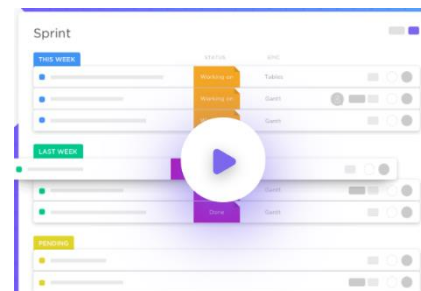 Sprint
THIS WEEK
STATUS
EPIC
Working on
Tables
Working on
Gantt
Gantt
LAST WEEK
Gantt
Done
Gantt
PENDING